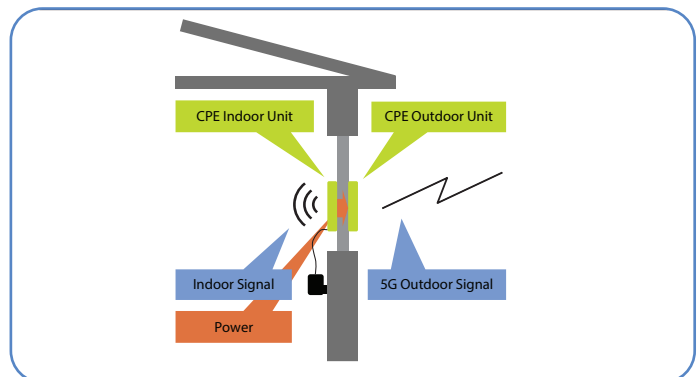 CPE Indoor Unit
CPE Outdoor Unit
Indoor Signal
5G Outdoor Signal
Power